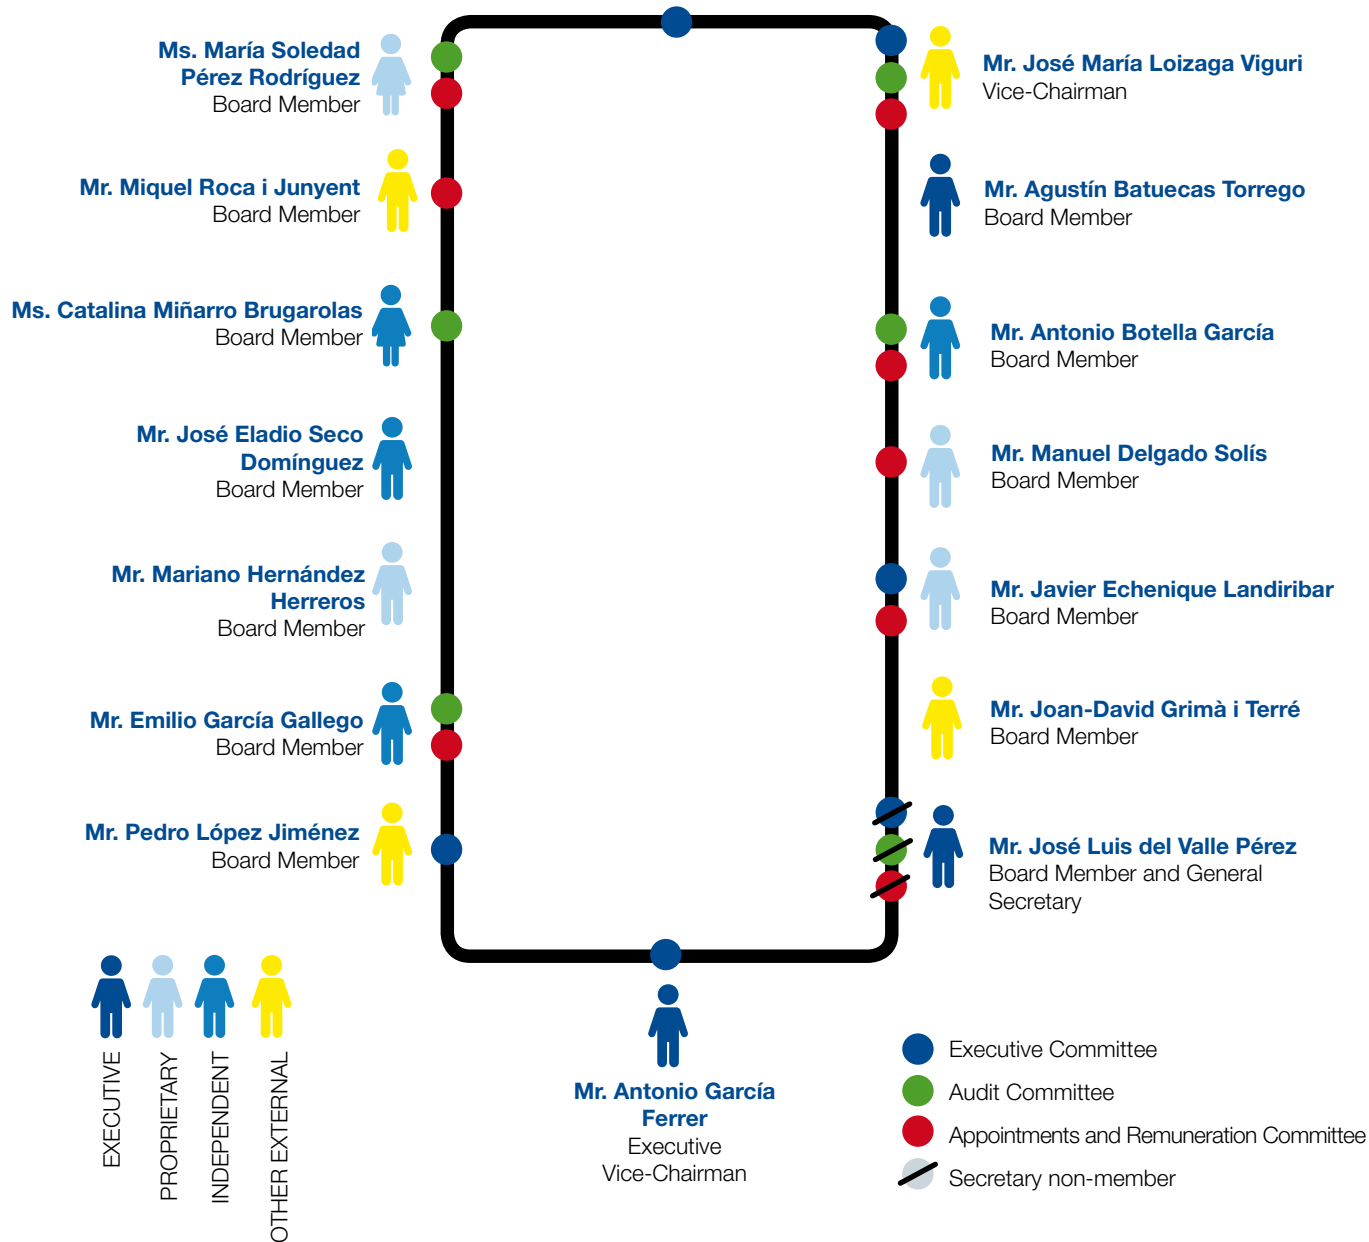 Ms. María Soledad
Pérez Rodríguez
Board Member
Mr. Miquel Roca i Junyent
Board Member
Ms. Catalina Miñarro Brugarolas
Board Member
Mr. José Eladio Seco
Domínguez
Board Member
Mr. Mariano Hernández
Herreros
Board Member
Mr. Emilio García Gallego
Board Member
Mr. Pedro López Jiménez
Board Member
Mr. José María Loizaga Viguri
Vice-Chairman
Mr. Agustín Batuecas Torrego
Board Member
Mr. Antonio Botella García
Board Member
Mr. Manuel Delgado Solís
Board Member
Mr. Javier Echenique Landiribar
Board Member
Mr. Joan-David Grimà i Terré
Board Member
Mr. José Luis del Valle Pérez
Board Member and General
Secretary
Mr. Antonio García
Ferrer
Executive
Vice-Chairman
EXECUTIVE
PROPRIETARY
INDEPENDENT
OTHER EXTERNAL
Executive Committee
Audit Committee
Appointments and Remuneration Committee
Secretary non-member